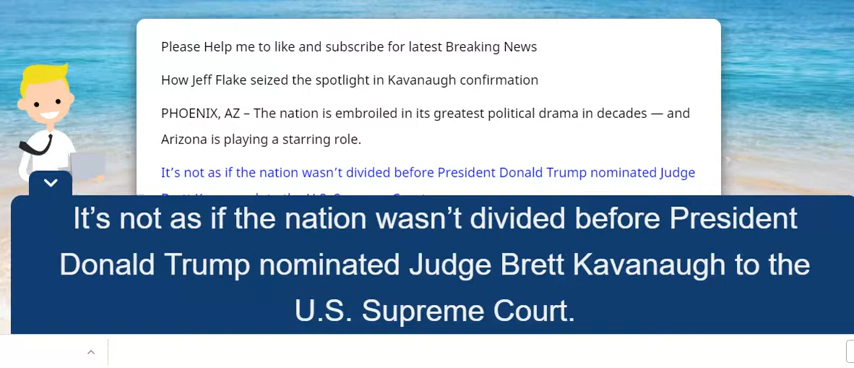 Please Help me to like and subscribe for latest Breaking News
How Jeff Flake seized the spotlight in Kavanaugh confirmation
PHOENIX, AZ – The nation is embroiled in its greatest political drama in decades — and
Arizona is playing a starring role.
It's not as if the nation wasn't divided before President Donald Trump nominated Judge
It's not as if the nation wasn't divided before President
Donald Trump nominated Judge Brett Kavanaugh to the
U.S. Supreme Court.